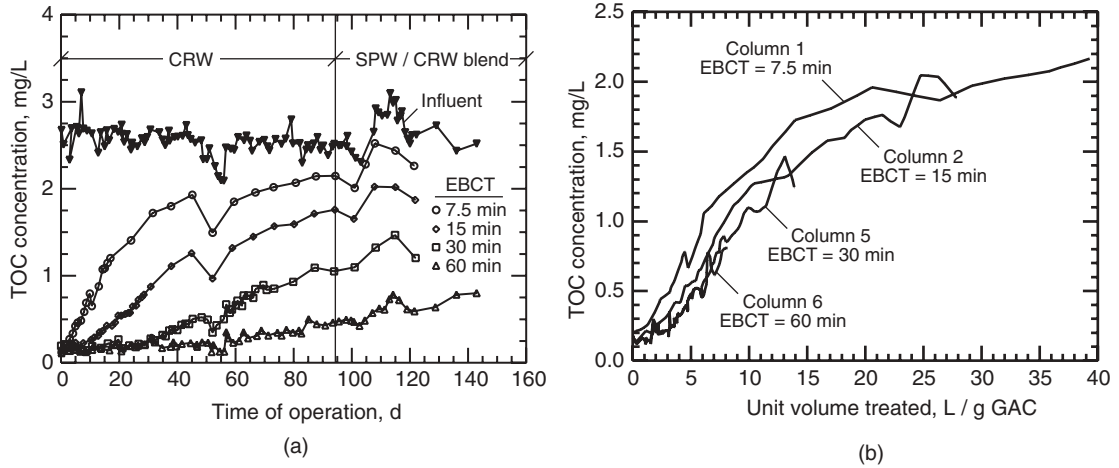 4
3
2
1
0
TOC concentration, mg/L
CRW
SPW / CRW blend
Influent
EBCT
7.5 min
15 min
30 min
60 min
0 20 40 60 80 100 120 140 160
Time of operation, d
(a)
2.5
2.0
1.5
1.0
0.5
0.0
TOC concentration, mg/L
Column 1
EBCT = 7.5 min
Column 2
EBCT = 15 min
Column 5
EBCT = 30 min
Column 6
EBCT = 60 min
0 5 10 15 20 25 30 35 40
Unit volume treated, L / g GAC
(b)